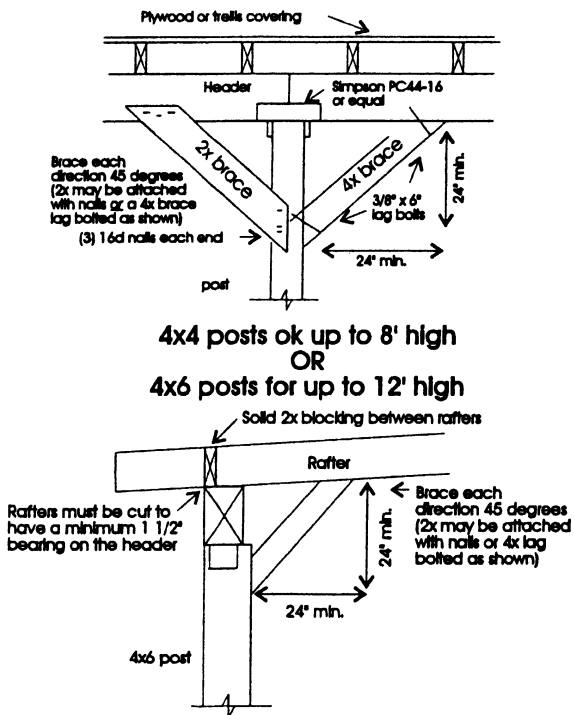 Plywood or trellis covering
Header
Simpson PC44-16
or equal
2x brace
4x brace
Brace each
direction 45 degrees
(2x may be attached
with nails or a 4x brace
lag bolted as shown)
(3) 16d nails each end
3/8" x 6"
lag bolts
24" min.
24" min.
post
4x4 posts ok up to 8' high
OR
4x6 posts for up to 12' high
Solid 2x blocking between rafters
Rafter
Rafters must be cut to
have a minimum 1 1/2"
bearing on the header
Brace each
direction 45 degrees
(2x may be attached
with nails or 4x lag
bolted as shown)
24" min.
24" min.
4x6 post